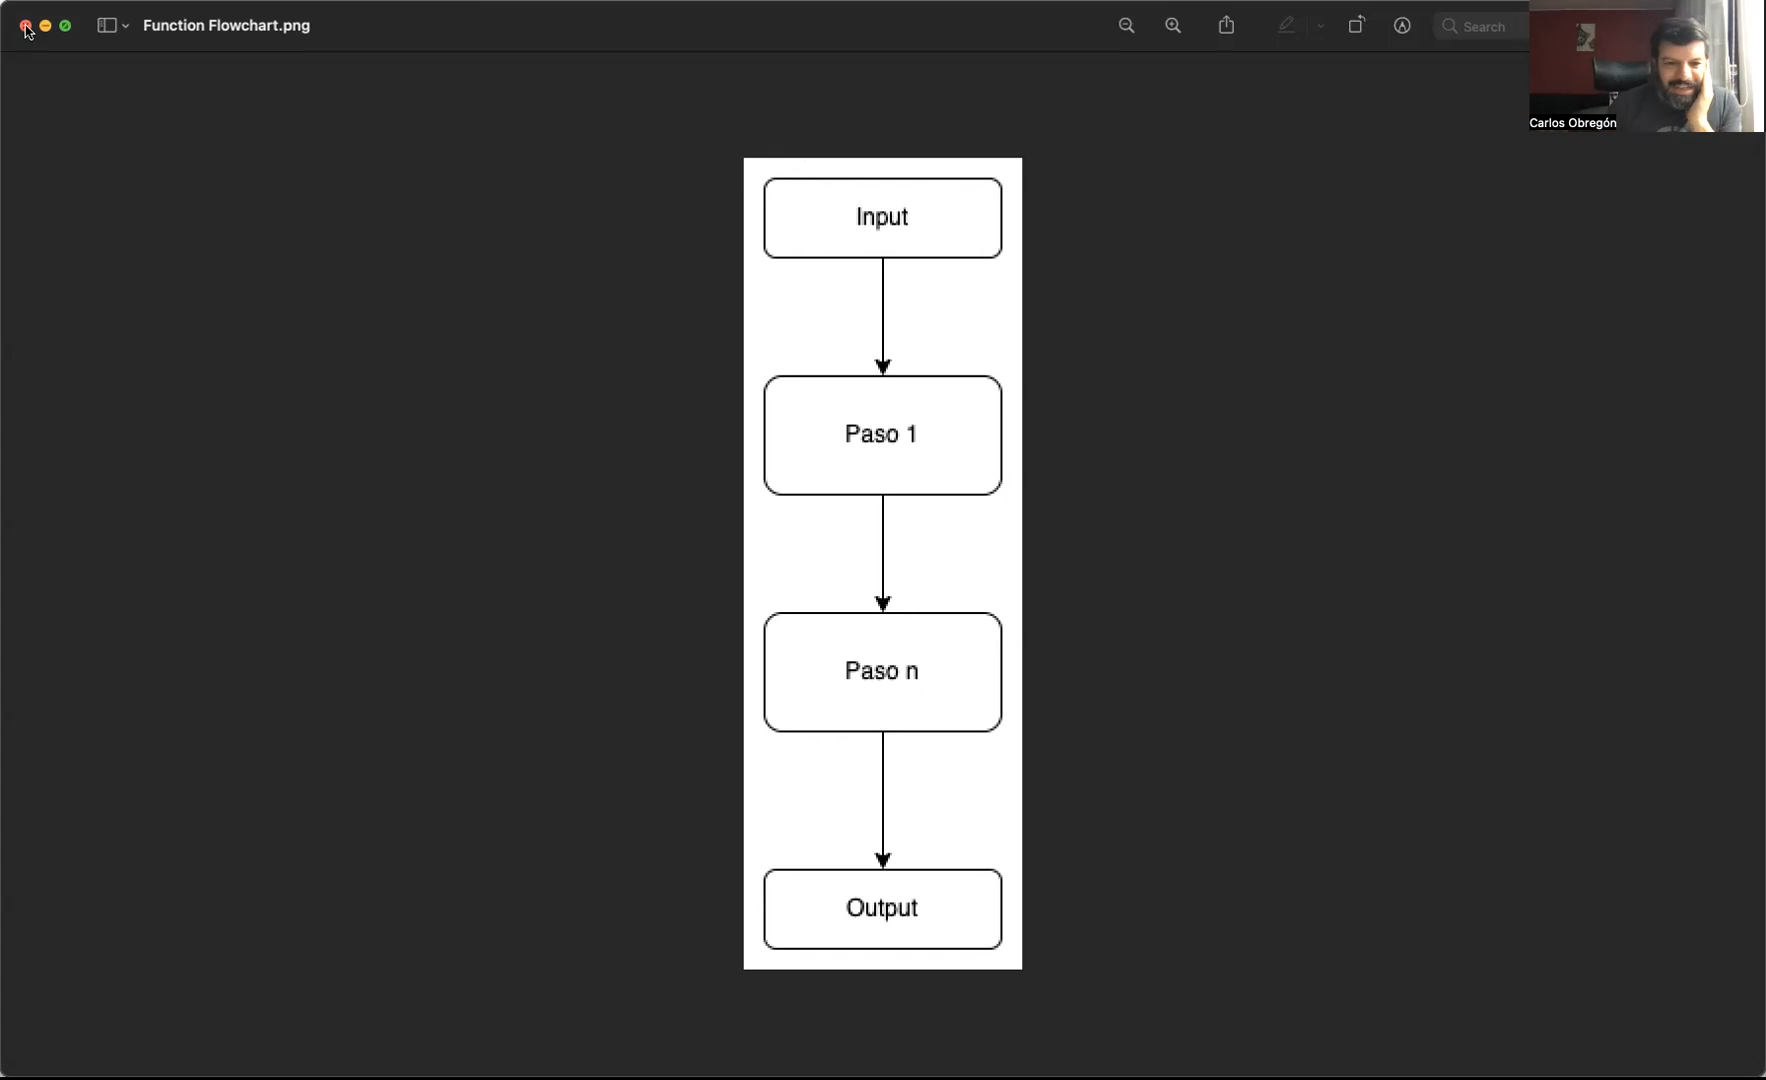 Function Flowchart.png
Search
Carlos Obregón
Input
Paso 1
Paso n
Output